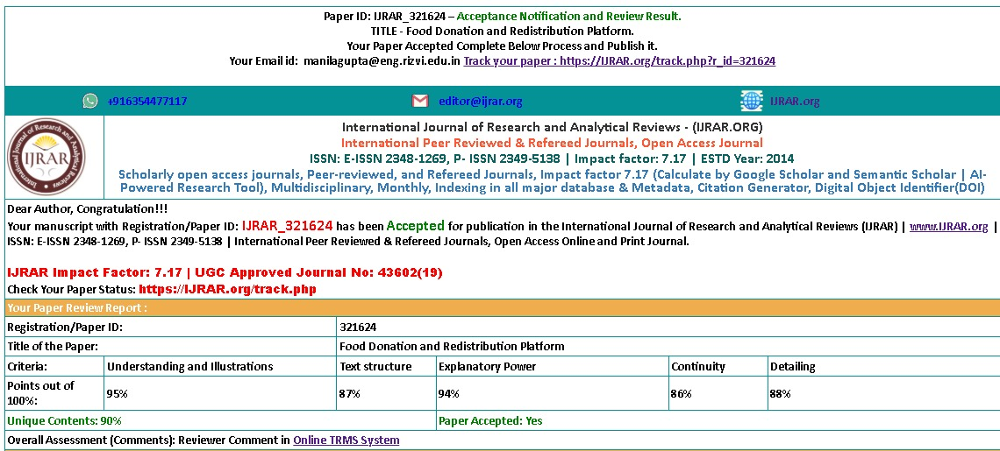 Paper ID: IJRAR_321624 – Acceptance Notification and Review Result.
TITLE - Food Donation and Redistribution Platform.
Your Paper Accepted Complete Below Process and Publish it.
Your Email id: manilagupta@eng.rizvi.edu.in Track your paper : https://IJRAR.org/track.php?r_id=321624
+916354477117 editor@ijrar.org IJRAR.org
International Journal of Research and Analytical Reviews
IJRAR
International Journal of Research and Analytical Reviews - (IJRAR.ORG)
International Peer Reviewed & Refereed Journals, Open Access Journal
ISSN: E-ISSN 2348-1269, P- ISSN 2349-5138 | Impact factor: 7.17 | ESTD Year: 2014
Scholarly open access journals, Peer-reviewed, and Refereed Journals, Impact factor 7.17 (Calculate by Google Scholar and Semantic Scholar | AI-
Powered Research Tool), Multidisciplinary, Monthly, Indexing in all major database & Metadata, Citation Generator, Digital Object Identifier(DOI)
Dear Author, Congratulation!!!
Your manuscript with Registration/Paper ID: IJRAR_321624 has been Accepted for publication in the International Journal of Research and Analytical Reviews (IJRAR) | www.IJRAR.org |
ISSN: E-ISSN 2348-1269, P- ISSN 2349-5138 | International Peer Reviewed & Refereed Journals, Open Access Online and Print Journal.
IJRAR Impact Factor: 7.17 | UGC Approved Journal No: 43602(19)
Check Your Paper Status: https://IJRAR.org/track.php
Your Paper Review Report :
Registration/Paper ID: 321624
Title of the Paper: Food Donation and Redistribution Platform
Criteria: Understanding and Illustrations Text structure Explanatory Power Continuity Detailing
Points out of
100%: 95% 87% 94% 86% 88%
Unique Contents: 90% Paper Accepted: Yes
Overall Assessment (Comments): Reviewer Comment in Online TRMS System